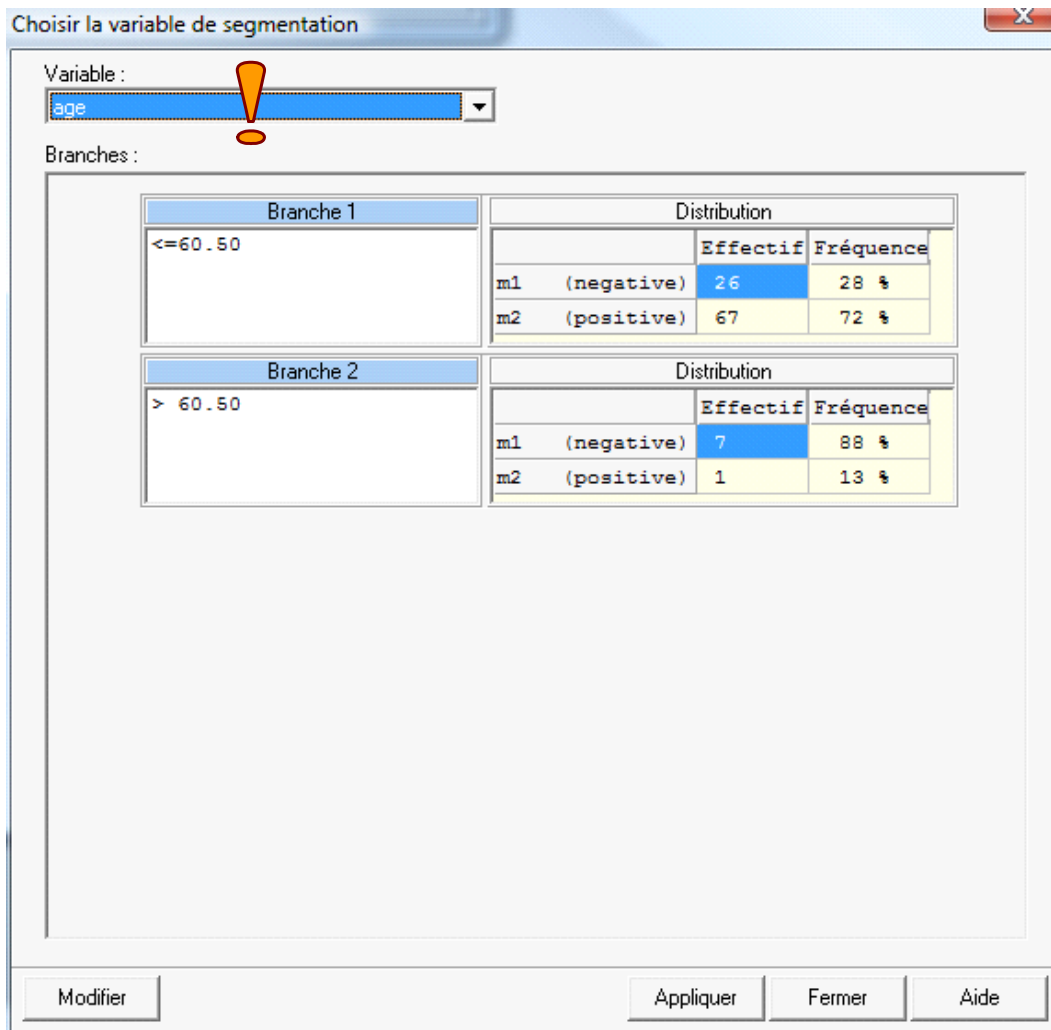 Choisir la variable de segmentation
Variable :
age
Branches :
Branche 1
Distribution
<=60.50
Effectif Fréquence
m1 (negative) 26 28 %
m2 (positive) 67 72 %
Branche 2
Distribution
> 60.50
Effectif Fréquence
m1 (negative) 7 88 %
m2 (positive) 1 13 %
Modifier Appliquer Fermer Aide